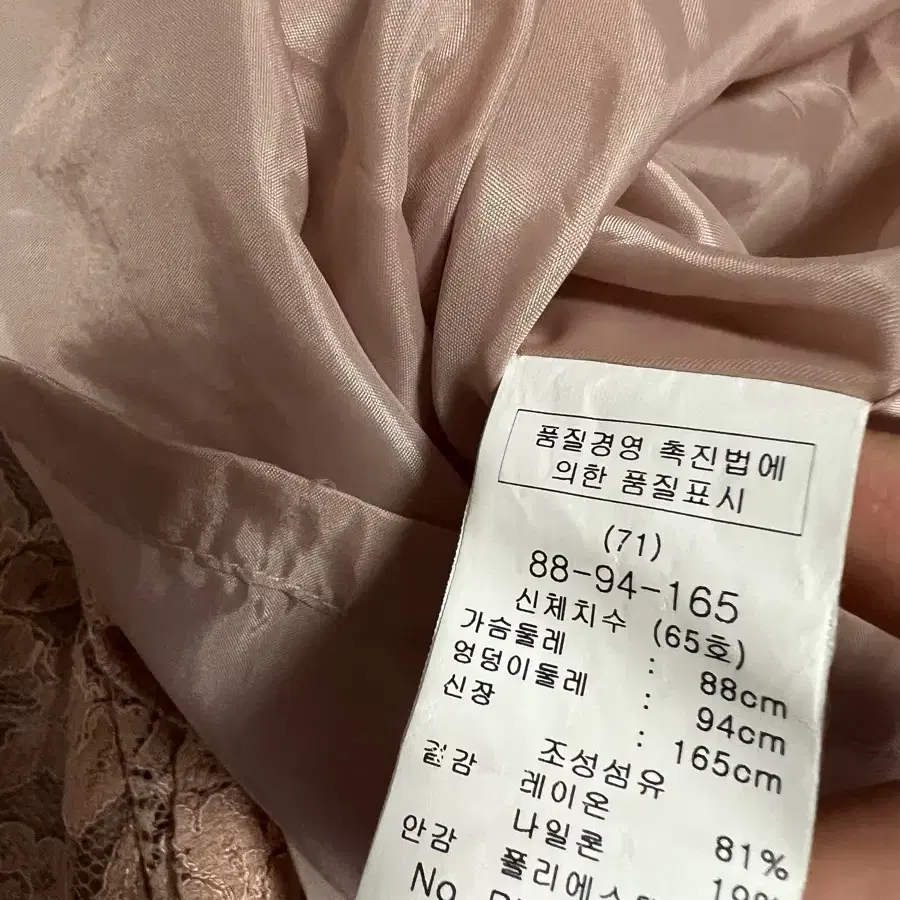 품질경영 촉진법에
의한 품질표시
(71)
88-94-165
신체치수 (65호)
가슴둘레 : 88cm
엉덩이둘레 : 94cm
신장 : 165cm
겉감 조성섬유
레이온 81%
나일론 19%
안감
No.